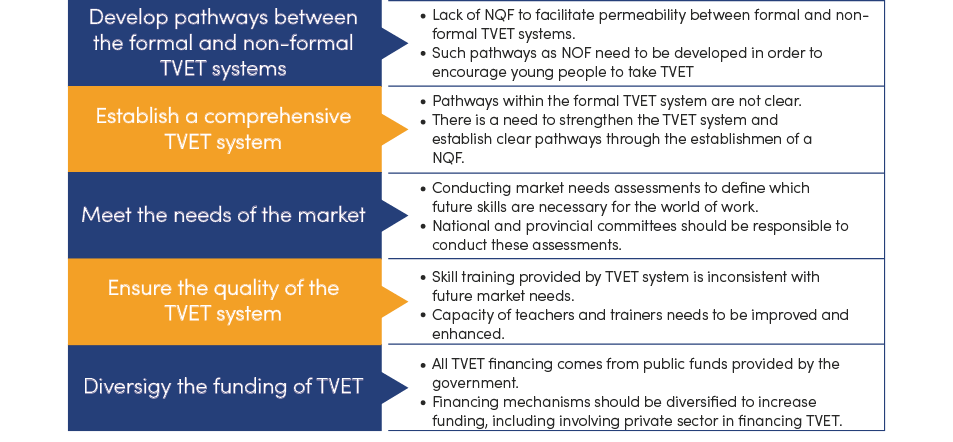 Develop pathways between
the formal and non-formal
TVET systems
• Lack of NQF to facilitate permeability between formal and non-
formal TVET systems.
• Such pathways as NOF need to be developed in order to
encourage young people to take TVET
Establish a comprehensive
TVET system
• Pathways within the formal TVET system are not clear.
• There is a need to strengthen the TVET system and
establish clear pathways through the establishmen of a
NQF.
Meet the needs of the market
• Conducting market needs assessments to define which
future skills are necessary for the world of work.
• National and provincial committees should be responsible to
conduct these assessments.
Ensure the quality of the
TVET system
• Skill training provided by TVET system is inconsistent with
future market needs.
• Capacity of teachers and trainers needs to be improved and
enhanced.
Diversigy the funding of TVET
• All TVET financing comes from public funds provided by the
government.
• Financing mechanisms should be diversified to increase
funding, including involving private sector in financing TVET.